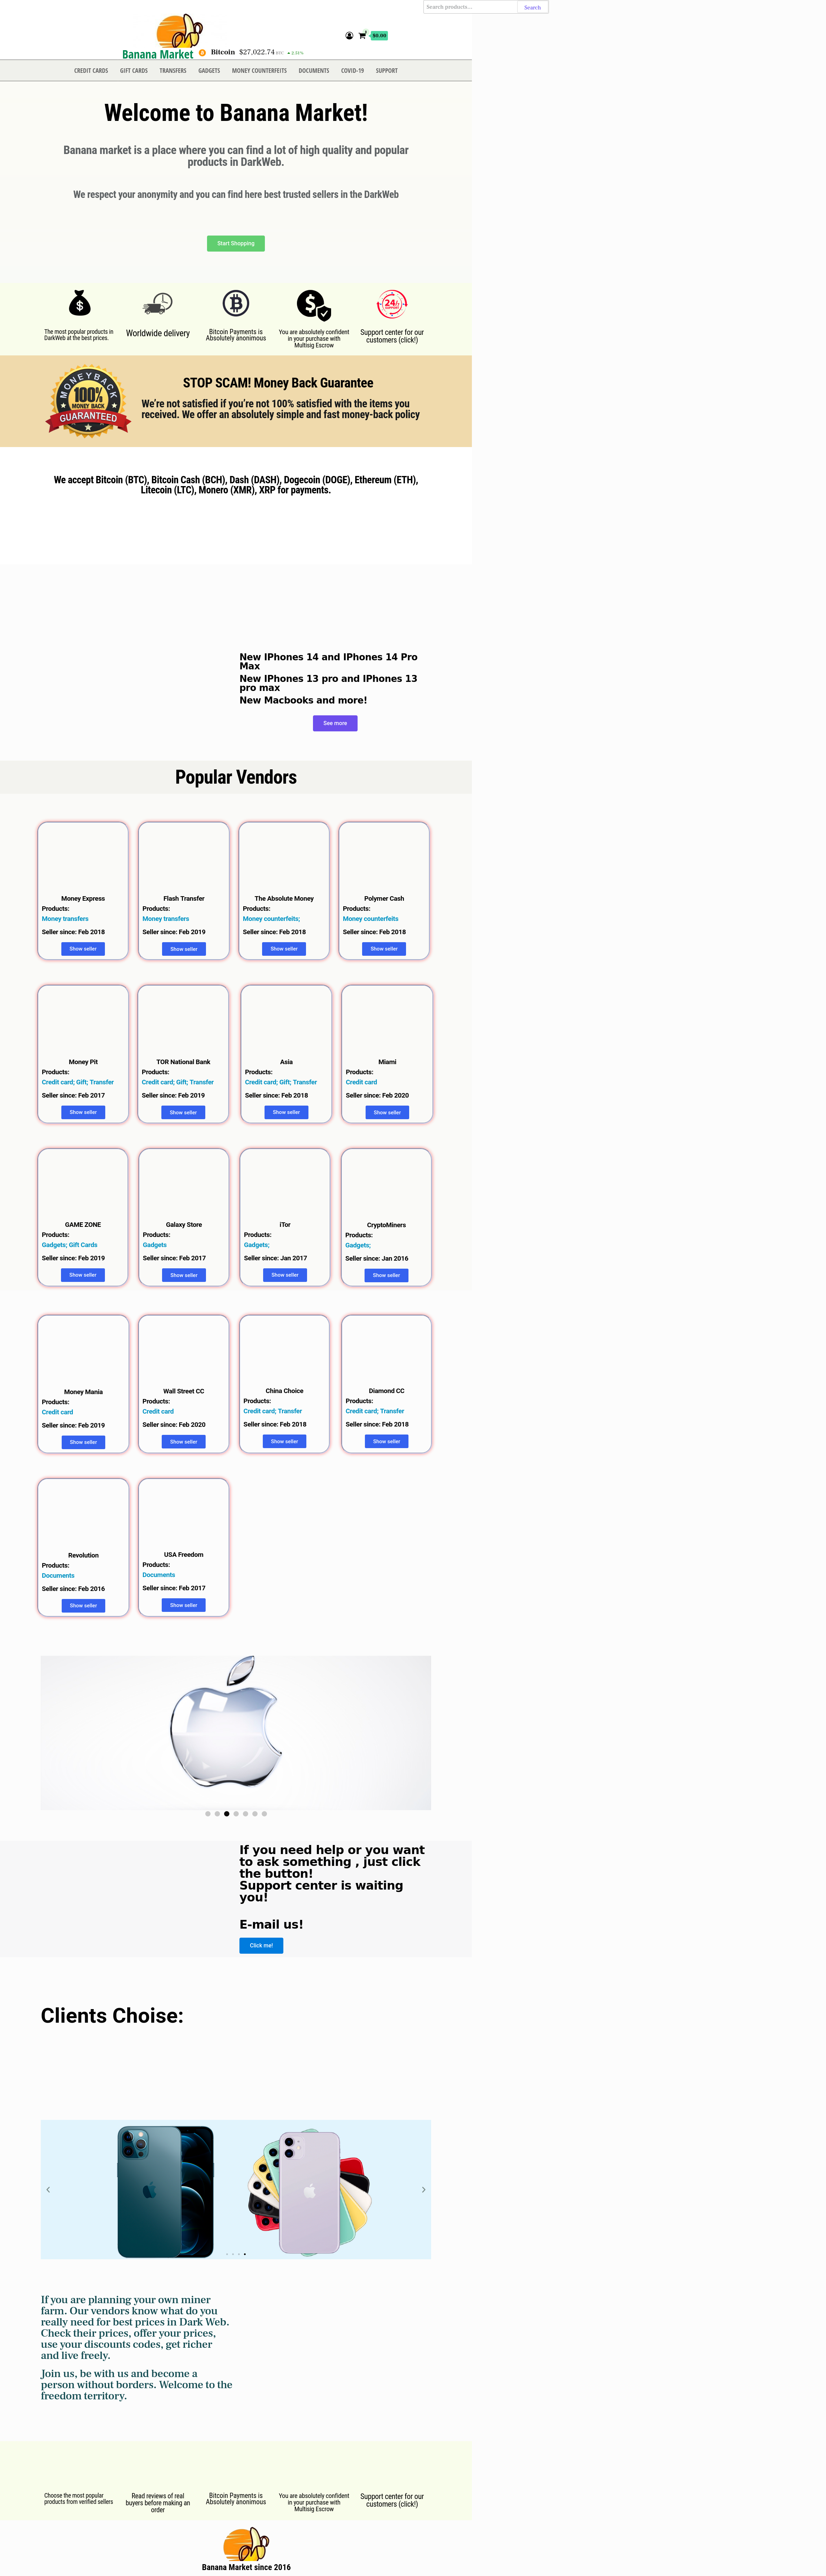 Search products...
Search
Banana Market
Bitcoin $27,022.74 BTC 2.31%
$0.00
CREDIT CARDS GIFT CARDS TRANSFERS GADGETS MONEY COUNTERFEITS DOCUMENTS COVID-19 SUPPORT
Welcome to Banana Market!
Banana market is a place where you can find a lot of high quality and popular
products in DarkWeb.
We respect your anonymity and you can find here best trusted sellers in the DarkWeb
Start Shopping
24/7
SUPPORT
The most popular products in
DarkWeb at the best prices.
Worldwide delivery
Bitcoin Payments is
Absolutely anonimous
You are absolutely confident
in your purchase with
Multisig Escrow
Support center for our
customers (click!)
MONEY BACK
100%
MONEY BACK
GUARANTEED
STOP SCAM! Money Back Guarantee
We’re not satisfied if you’re not 100% satisfied with the items you
received. We offer an absolutely simple and fast money-back policy
We accept Bitcoin (BTC), Bitcoin Cash (BCH), Dash (DASH), Dogecoin (DOGE), Ethereum (ETH),
Litecoin (LTC), Monero (XMR), XRP for payments.
New IPhones 14 and IPhones 14 Pro
Max
New IPhones 13 pro and IPhones 13
pro max
New Macbooks and more!
See more
Popular Vendors
Money Express
Products:
Money transfers
Seller since: Feb 2018
Show seller
Flash Transfer
Products:
Money transfers
Seller since: Feb 2019
Show seller
The Absolute Money
Products:
Money counterfeits;
Seller since: Feb 2018
Show seller
Polymer Cash
Products:
Money counterfeits
Seller since: Feb 2018
Show seller
Money Pit
Products:
Credit card; Gift; Transfer
Seller since: Feb 2017
Show seller
TOR National Bank
Products:
Credit card; Gift; Transfer
Seller since: Feb 2019
Show seller
Asia
Products:
Credit card; Gift; Transfer
Seller since: Feb 2018
Show seller
Miami
Products:
Credit card
Seller since: Feb 2020
Show seller
GAME ZONE
Products:
Gadgets; Gift Cards
Seller since: Feb 2019
Show seller
Galaxy Store
Products:
Gadgets
Seller since: Feb 2017
Show seller
iTor
Products:
Gadgets;
Seller since: Jan 2017
Show seller
CryptoMiners
Products:
Gadgets;
Seller since: Jan 2016
Show seller
Money Mania
Products:
Credit card
Seller since: Feb 2019
Show seller
Wall Street CC
Products:
Credit card
Seller since: Feb 2020
Show seller
China Choice
Products:
Credit card; Transfer
Seller since: Feb 2018
Show seller
Diamond CC
Products:
Credit card; Transfer
Seller since: Feb 2018
Show seller
Revolution
Products:
Documents
Seller since: Feb 2016
Show seller
USA Freedom
Products:
Documents
Seller since: Feb 2017
Show seller
If you need help or you want
to ask something , just click
the button!
Support center is waiting
you!
E-mail us!
Click me!
Clients Choise:
If you are planning your own miner
farm. Our vendors know what do you
really need for best prices in Dark Web.
Check their prices, offer your prices,
use your discounts codes, get richer
and live freely.
Join us, be with us and become a
person without borders. Welcome to the
freedom territory.
Choose the most popular
products from verified sellers
Read reviews of real
buyers before making an
order
Bitcoin Payments is
Absolutely anonimous
You are absolutely confident
in your purchase with
Multisig Escrow
Support center for our
customers (click!)
Banana Market since 2016